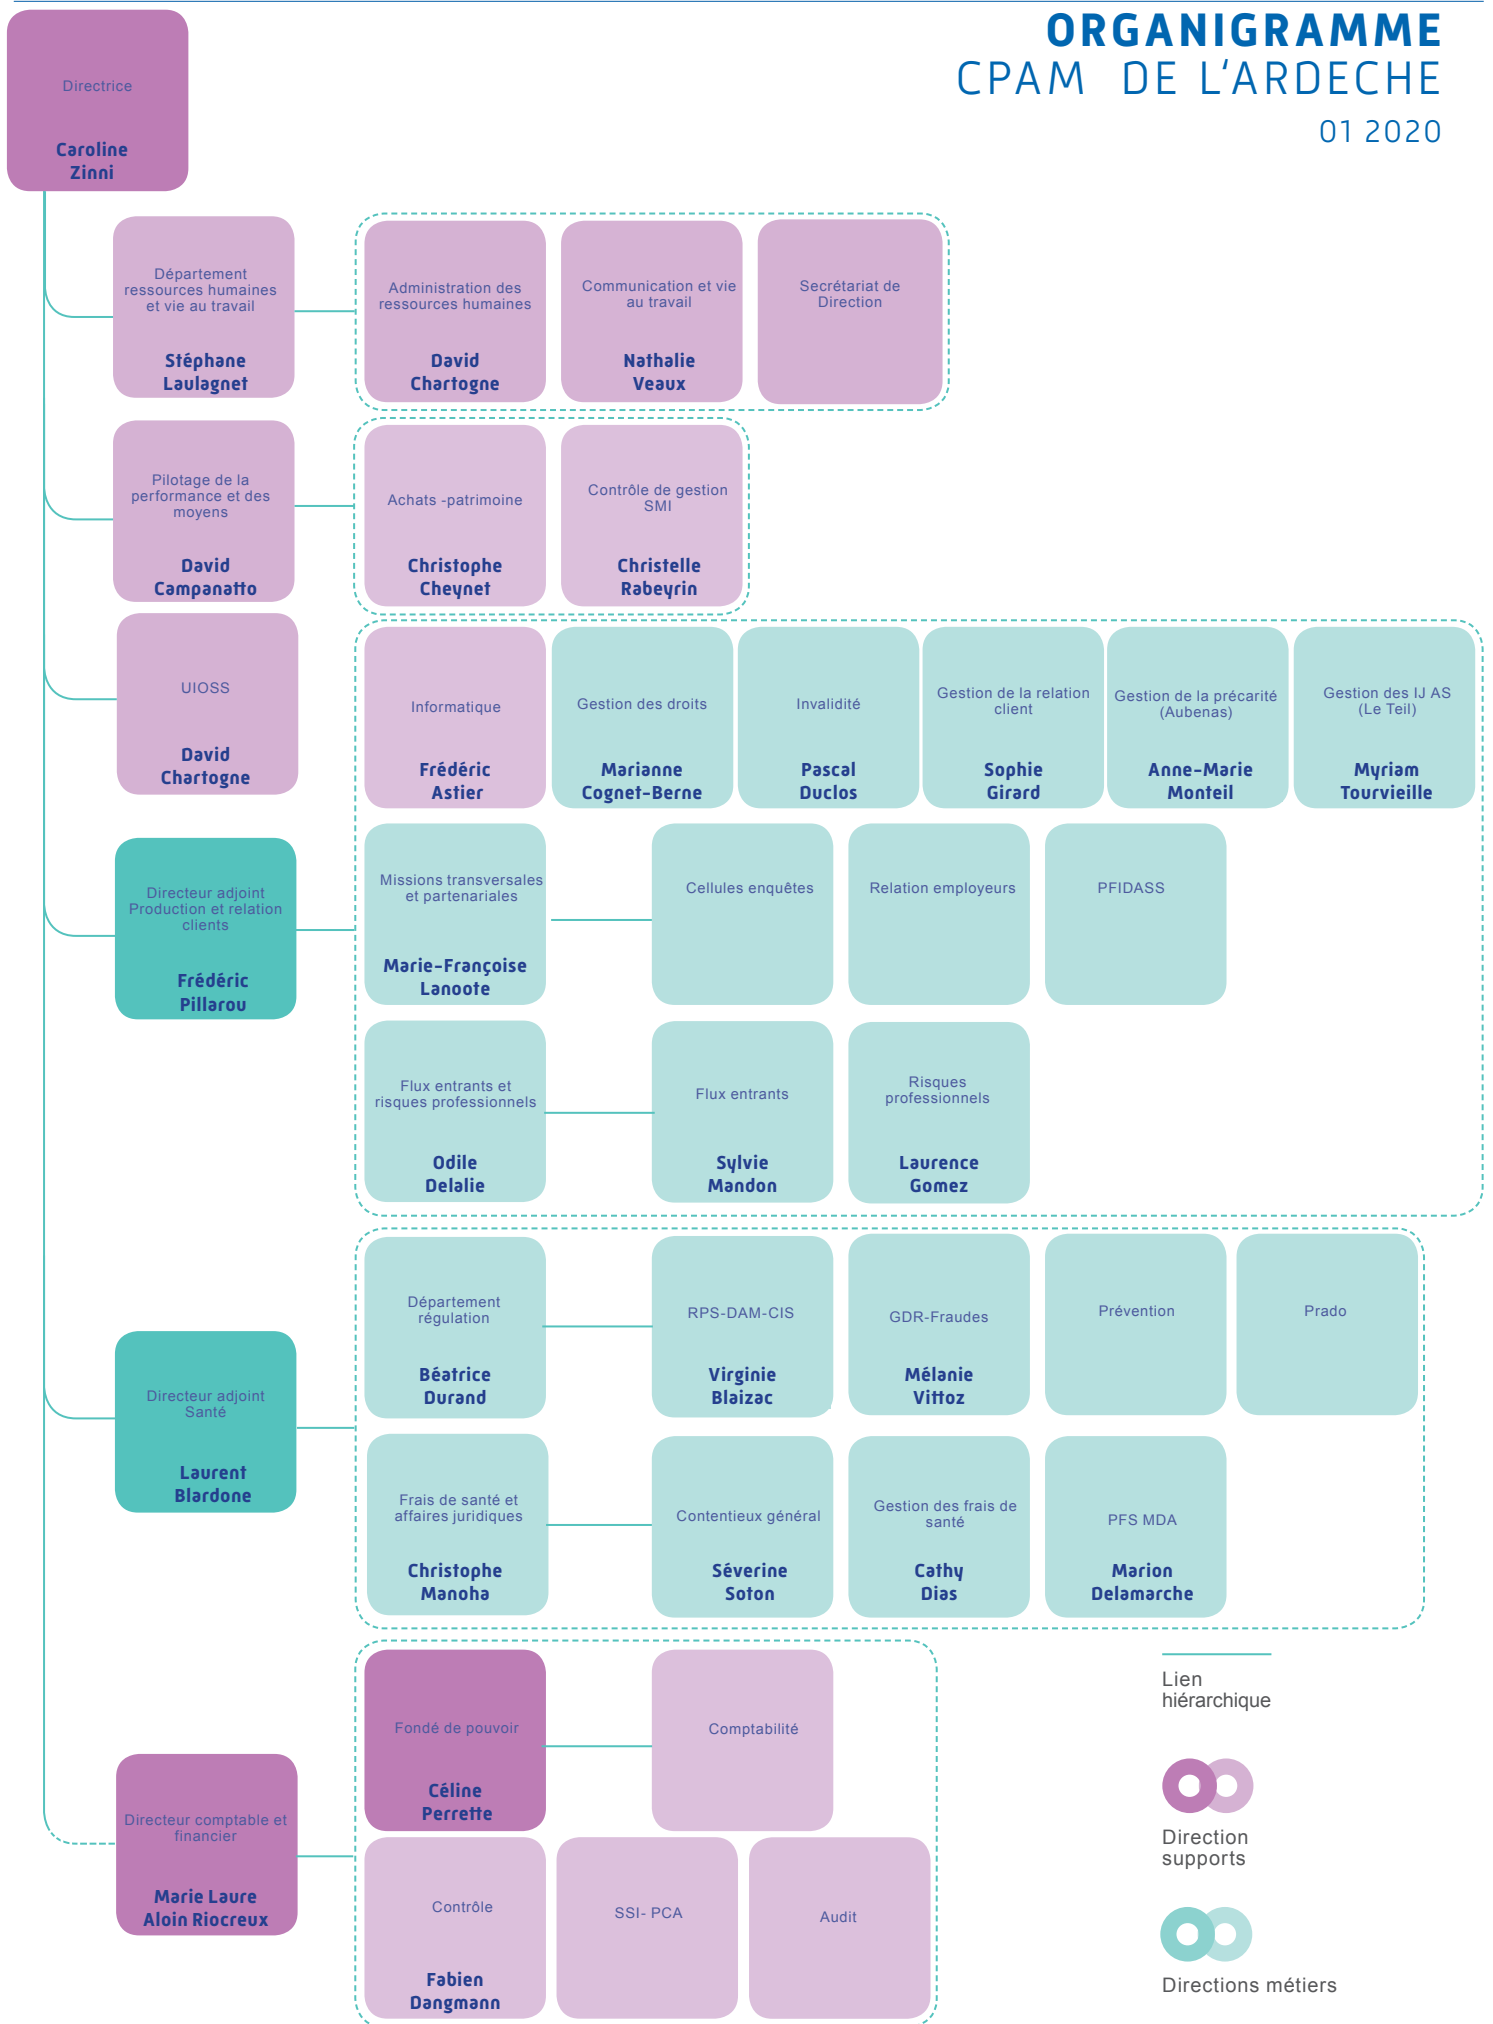 ORGANIGRAMME
CPAM DE L'ARDECHE
01 2020
Directrice
Caroline
Zinni
Département
ressources humaines
et vie au travail
Stéphane
Laulagnet
Administration des
ressources humaines
David
Chartogne
Communication et vie
au travail
Nathalie
Veaux
Secrétariat de
Direction
Pilotage de la
performance et des
moyens
David
Campanatto
Achats -patrimoine
Christophe
Cheynet
Contrôle de gestion
SMI
Christelle
Rabeyrin
UIOSS
David
Chartogne
Informatique
Frédéric
Astier
Gestion des droits
Marianne
Cognet-Berne
Invalidité
Pascal
Duclos
Gestion de la relation
client
Sophie
Girard
Gestion de la précarité
(Aubenas)
Anne-Marie
Monteil
Gestion des IJ AS
(Le Teil)
Myriam
Tourvieille
Directeur adjoint
Production et relation
clients
Frédéric
Pillarou
Missions transversales
et partenariales
Marie-Françoise
Lanoote
Cellules enquêtes
Relation employeurs
PFIDASS
Flux entrants et
risques professionnels
Odile
Delalie
Flux entrants
Sylvie
Mandon
Risques
professionnels
Laurence
Gomez
Directeur adjoint
Santé
Laurent
Blardone
Département
régulation
Béatrice
Durand
RPS-DAM-CIS
Virginie
Blaizac
GDR-Fraudes
Mélanie
Vittoz
Prévention
Prado
Frais de santé et
affaires juridiques
Christophe
Manoha
Contentieux général
Séverine
Soton
Gestion des frais de
santé
Cathy
Dias
PFS MDA
Marion
Delamarche
Directeur comptable et
financier
Marie Laure
Aloin Riocreux
Fondé de pouvoir
Céline
Perrette
Comptabilité
Contrôle
Fabien
Dangmann
SSI- PCA
Audit
Lien
hiérarchique
Direction
supports
Directions métiers